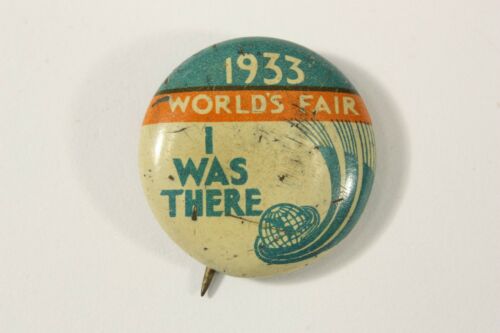 1933
WORLD'S FAIR
I
WAS
THERE